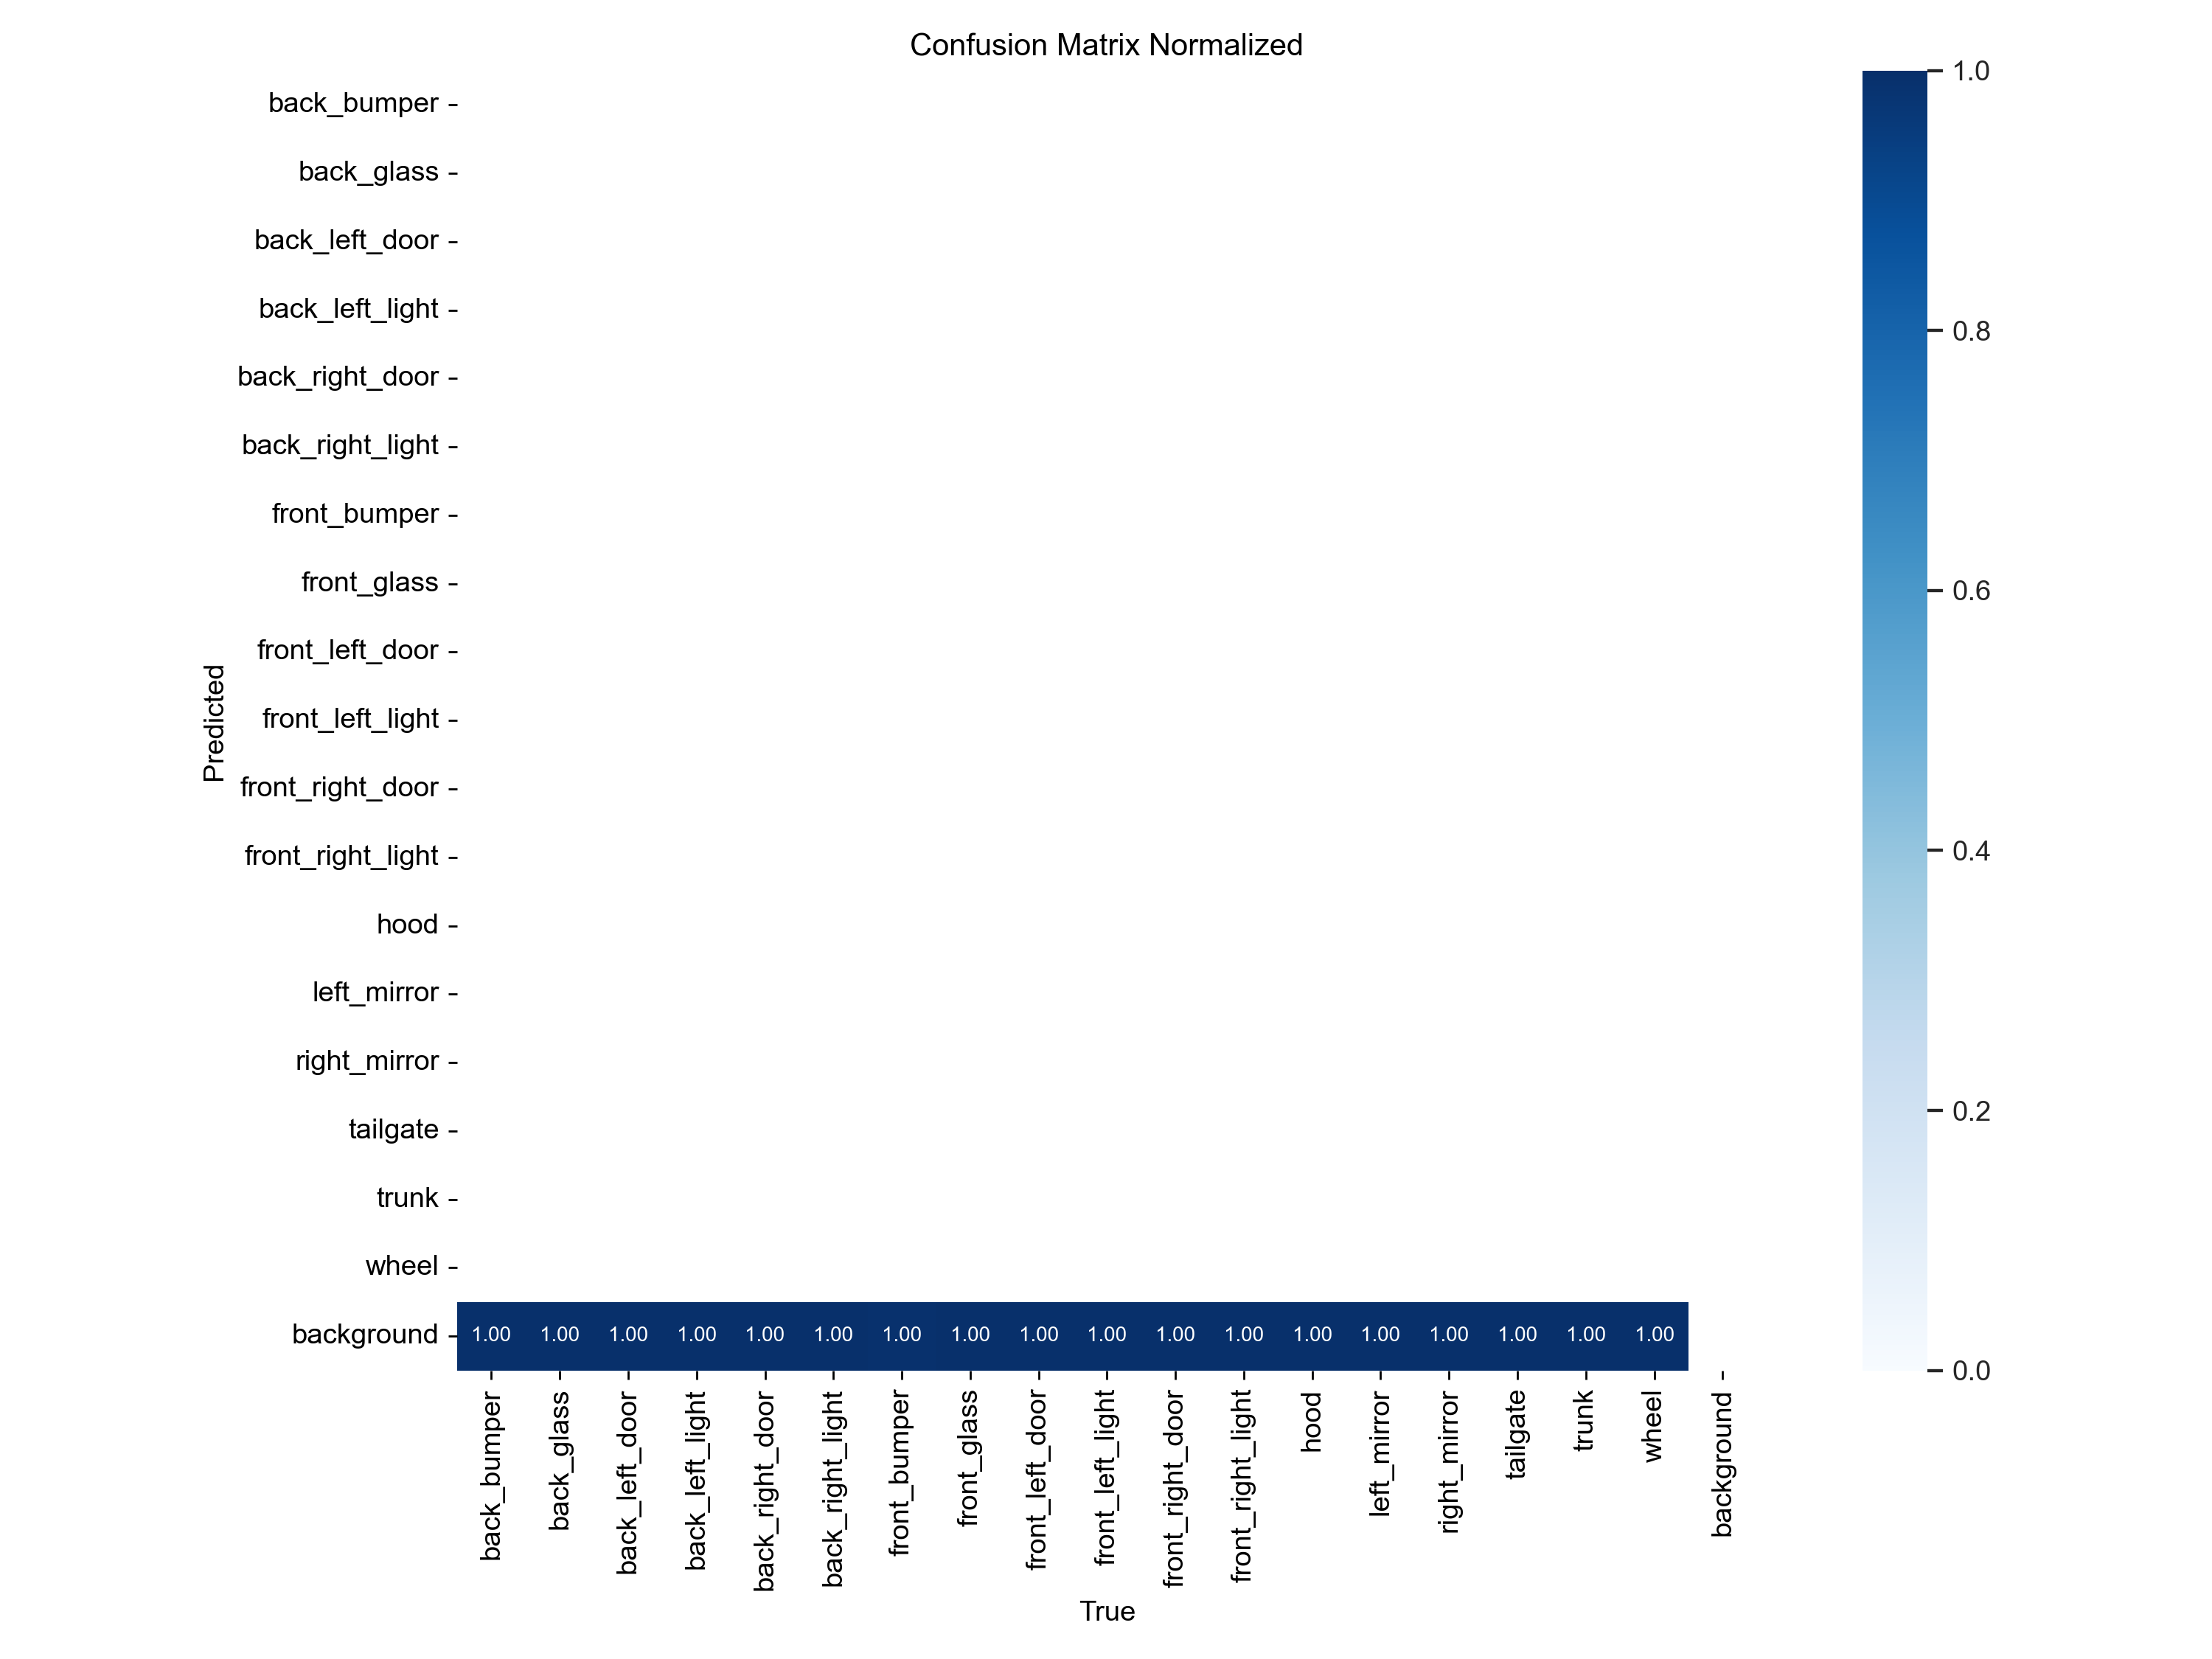 Confusion Matrix Normalized
back_bumper
back_glass
back_left_door
back_left_light
back_right_door
back_right_light
front_bumper
front_glass
front_left_door
front_left_light
front_right_door
front_right_light
hood
left_mirror
right_mirror
tailgate
trunk
wheel
background
Predicted
1.00 1.00 1.00 1.00 1.00 1.00 1.00 1.00 1.00 1.00 1.00 1.00 1.00 1.00 1.00 1.00 1.00 1.00
back_bumper
back_glass
back_left_door
back_left_light
back_right_door
back_right_light
front_bumper
front_glass
front_left_door
front_left_light
front_right_door
front_right_light
hood
left_mirror
right_mirror
tailgate
trunk
wheel
background
True
1.0
0.8
0.6
0.4
0.2
0.0